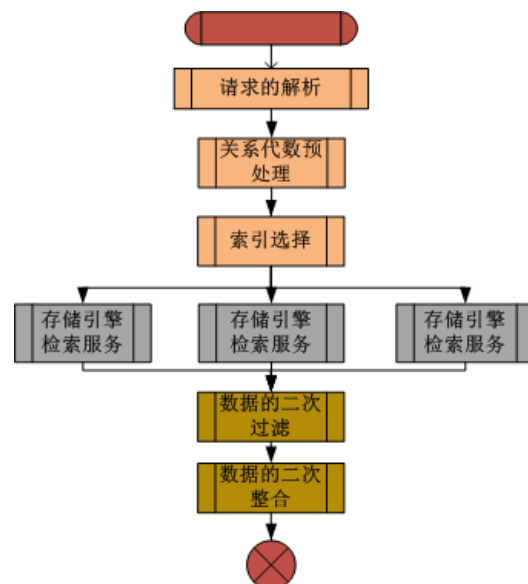 请求的解析
关系代数预
处理
索引选择
存储引擎
检索服务
存储引擎
检索服务
存储引擎
检索服务
数据的二次
过滤
数据的二次
整合